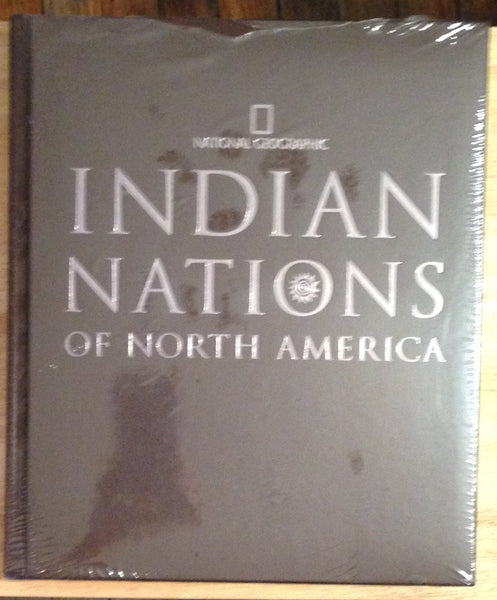 NATIONAL GEOGRAPHIC
INDIAN
NATIONS
OF NORTH AMERICA